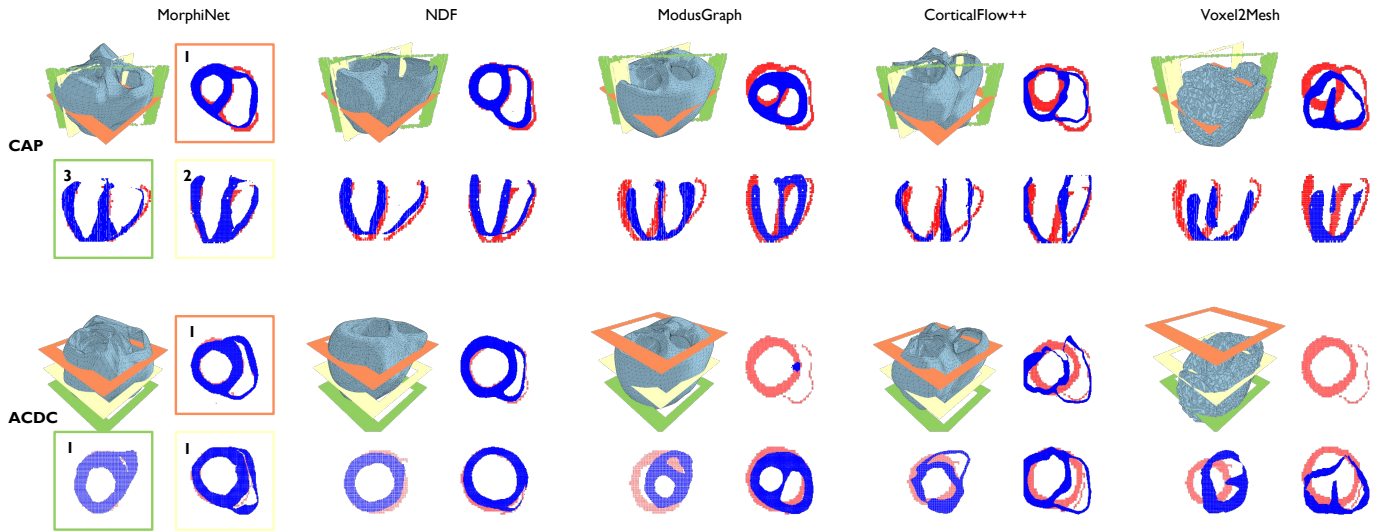 MorphiNet NDF ModusGraph CorticalFlow++ Voxel2Mesh
1
CAP
3 2
1
ACDC
1 1